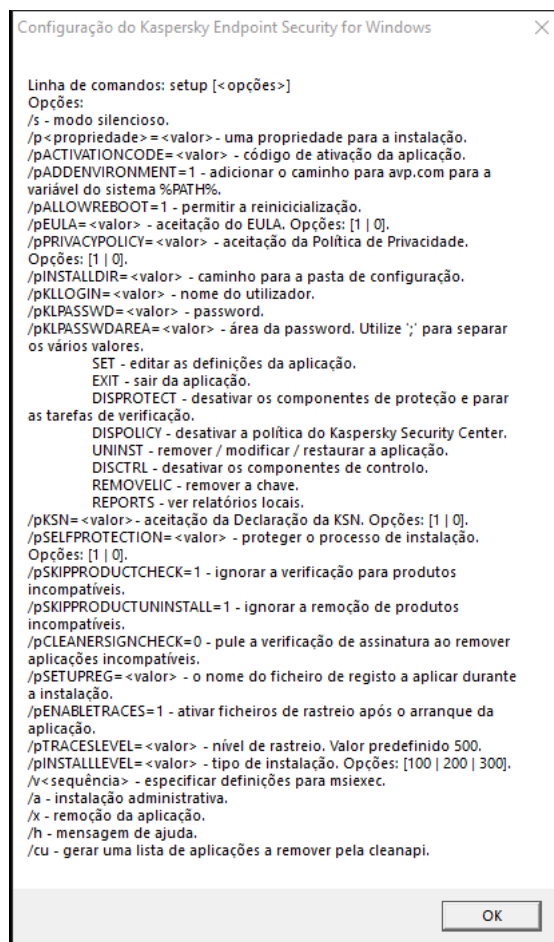 Configuração do Kaspersky Endpoint Security for Windows
Linha de comandos: setup [<opções>]
Opções:
/s - modo silencioso.
/p<propriedade>=<valor>- uma propriedade para a instalação.
/pACTIVATIONCODE=<valor> - código de ativação da aplicação.
/pADDENVIRONMENT=1 - adicionar o caminho para avp.com para a
variável do sistema %PATH%.
/pALLOWREBOOT=1 - permitir a reinicicialização.
/pEULA=<valor> - aceitação do EULA. Opções: [1 | 0].
/pPRIVACYPOLICY=<valor> - aceitação da Política de Privacidade.
Opções: [1 | 0].
/pINSTALLDIR=<valor> - caminho para a pasta de configuração.
/pKLLOGIN=<valor> - nome do utilizador.
/pKLPASSWD=<valor> - password.
/pKLPASSWDAREA=<valor> - área da password. Utilize ';' para separar
os vários valores.
SET - editar as definições da aplicação.
EXIT - sair da aplicação.
DISPROTECT - desativar os componentes de proteção e parar
as tarefas de verificação.
DISPOLICY - desativar a política do Kaspersky Security Center.
UNINST - remover / modificar / restaurar a aplicação.
DISCTRL - desativar os componentes de controlo.
REMOVELIC - remover a chave.
REPORTS - ver relatórios locais.
/pKSN=<valor>- aceitação da Declaração da KSN. Opções: [1 | 0].
/pSELFPROTECTION=<valor> - proteger o processo de instalação.
Opções: [1 | 0].
/pSKIPPRODUCTCHECK=1 - ignorar a verificação para produtos
incompatíveis.
/pSKIPPRODUCTUNINSTALL=1 - ignorar a remoção de produtos
incompatíveis.
/pCLEANERSIGNCHECK=0 - pule a verificação de assinatura ao remover
aplicações incompatíveis.
/pSETUPREG=<valor> - o nome do ficheiro de registo a aplicar durante
a instalação.
/pENABLETRACES=1 - ativar ficheiros de rastreio após o arranque da
aplicação.
/pTRACESLEVEL=<valor> - nível de rastreio. Valor predefinido 500.
/pINSTALLLEVEL=<valor> - tipo de instalação. Opções: [100 | 200 | 300].
/v<sequência> - especificar definições para msiexec.
/a - instalação administrativa.
/x - remoção da aplicação.
/h - mensagem de ajuda.
/cu - gerar uma lista de aplicações a remover pela cleanapi.
OK